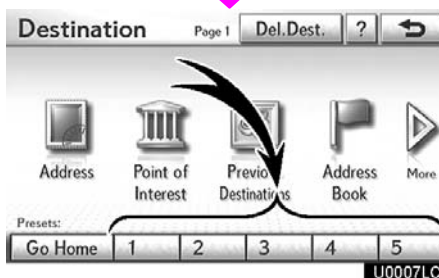 Destination Page 1 Del.Dest. ?
Address Point of Interest Previous Destinations Address Book More
Presets:
Go Home 1 2 3 4 5
U0007LC